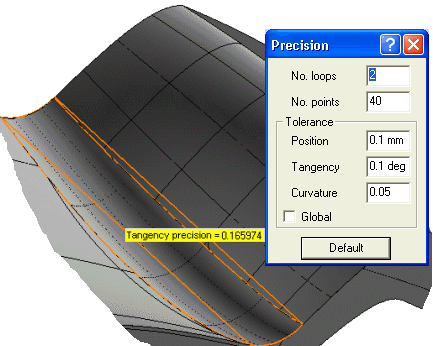 Precision
No. loops 2
No. points 40
Tolerance
Position 0.1 mm
Tangency 0.1 deg
Curvature 0.05
Global
Default
Tangency precision = 0.165974